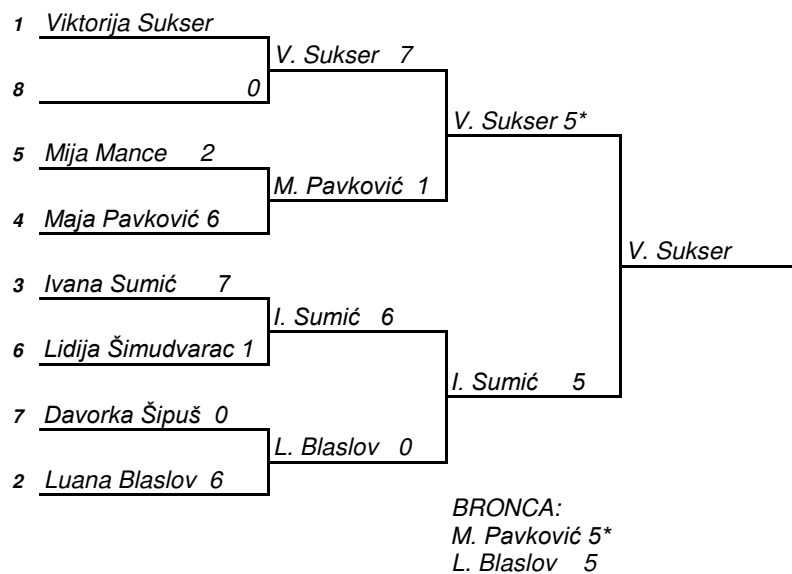 1 Viktorija Sukser
V. Sukser 7
8 0
V. Sukser 5*
5 Mija Mance 2
M. Pavković 1
4 Maja Pavković 6
V. Sukser
3 Ivana Sumić 7
I. Sumić 6
6 Lidija Šimudvarac 1
I. Sumić 5
7 Davorka Šipuš 0
L. Blaslov 0
2 Luana Blaslov 6
BRONCA:
M. Pavković 5*
L. Blaslov 5